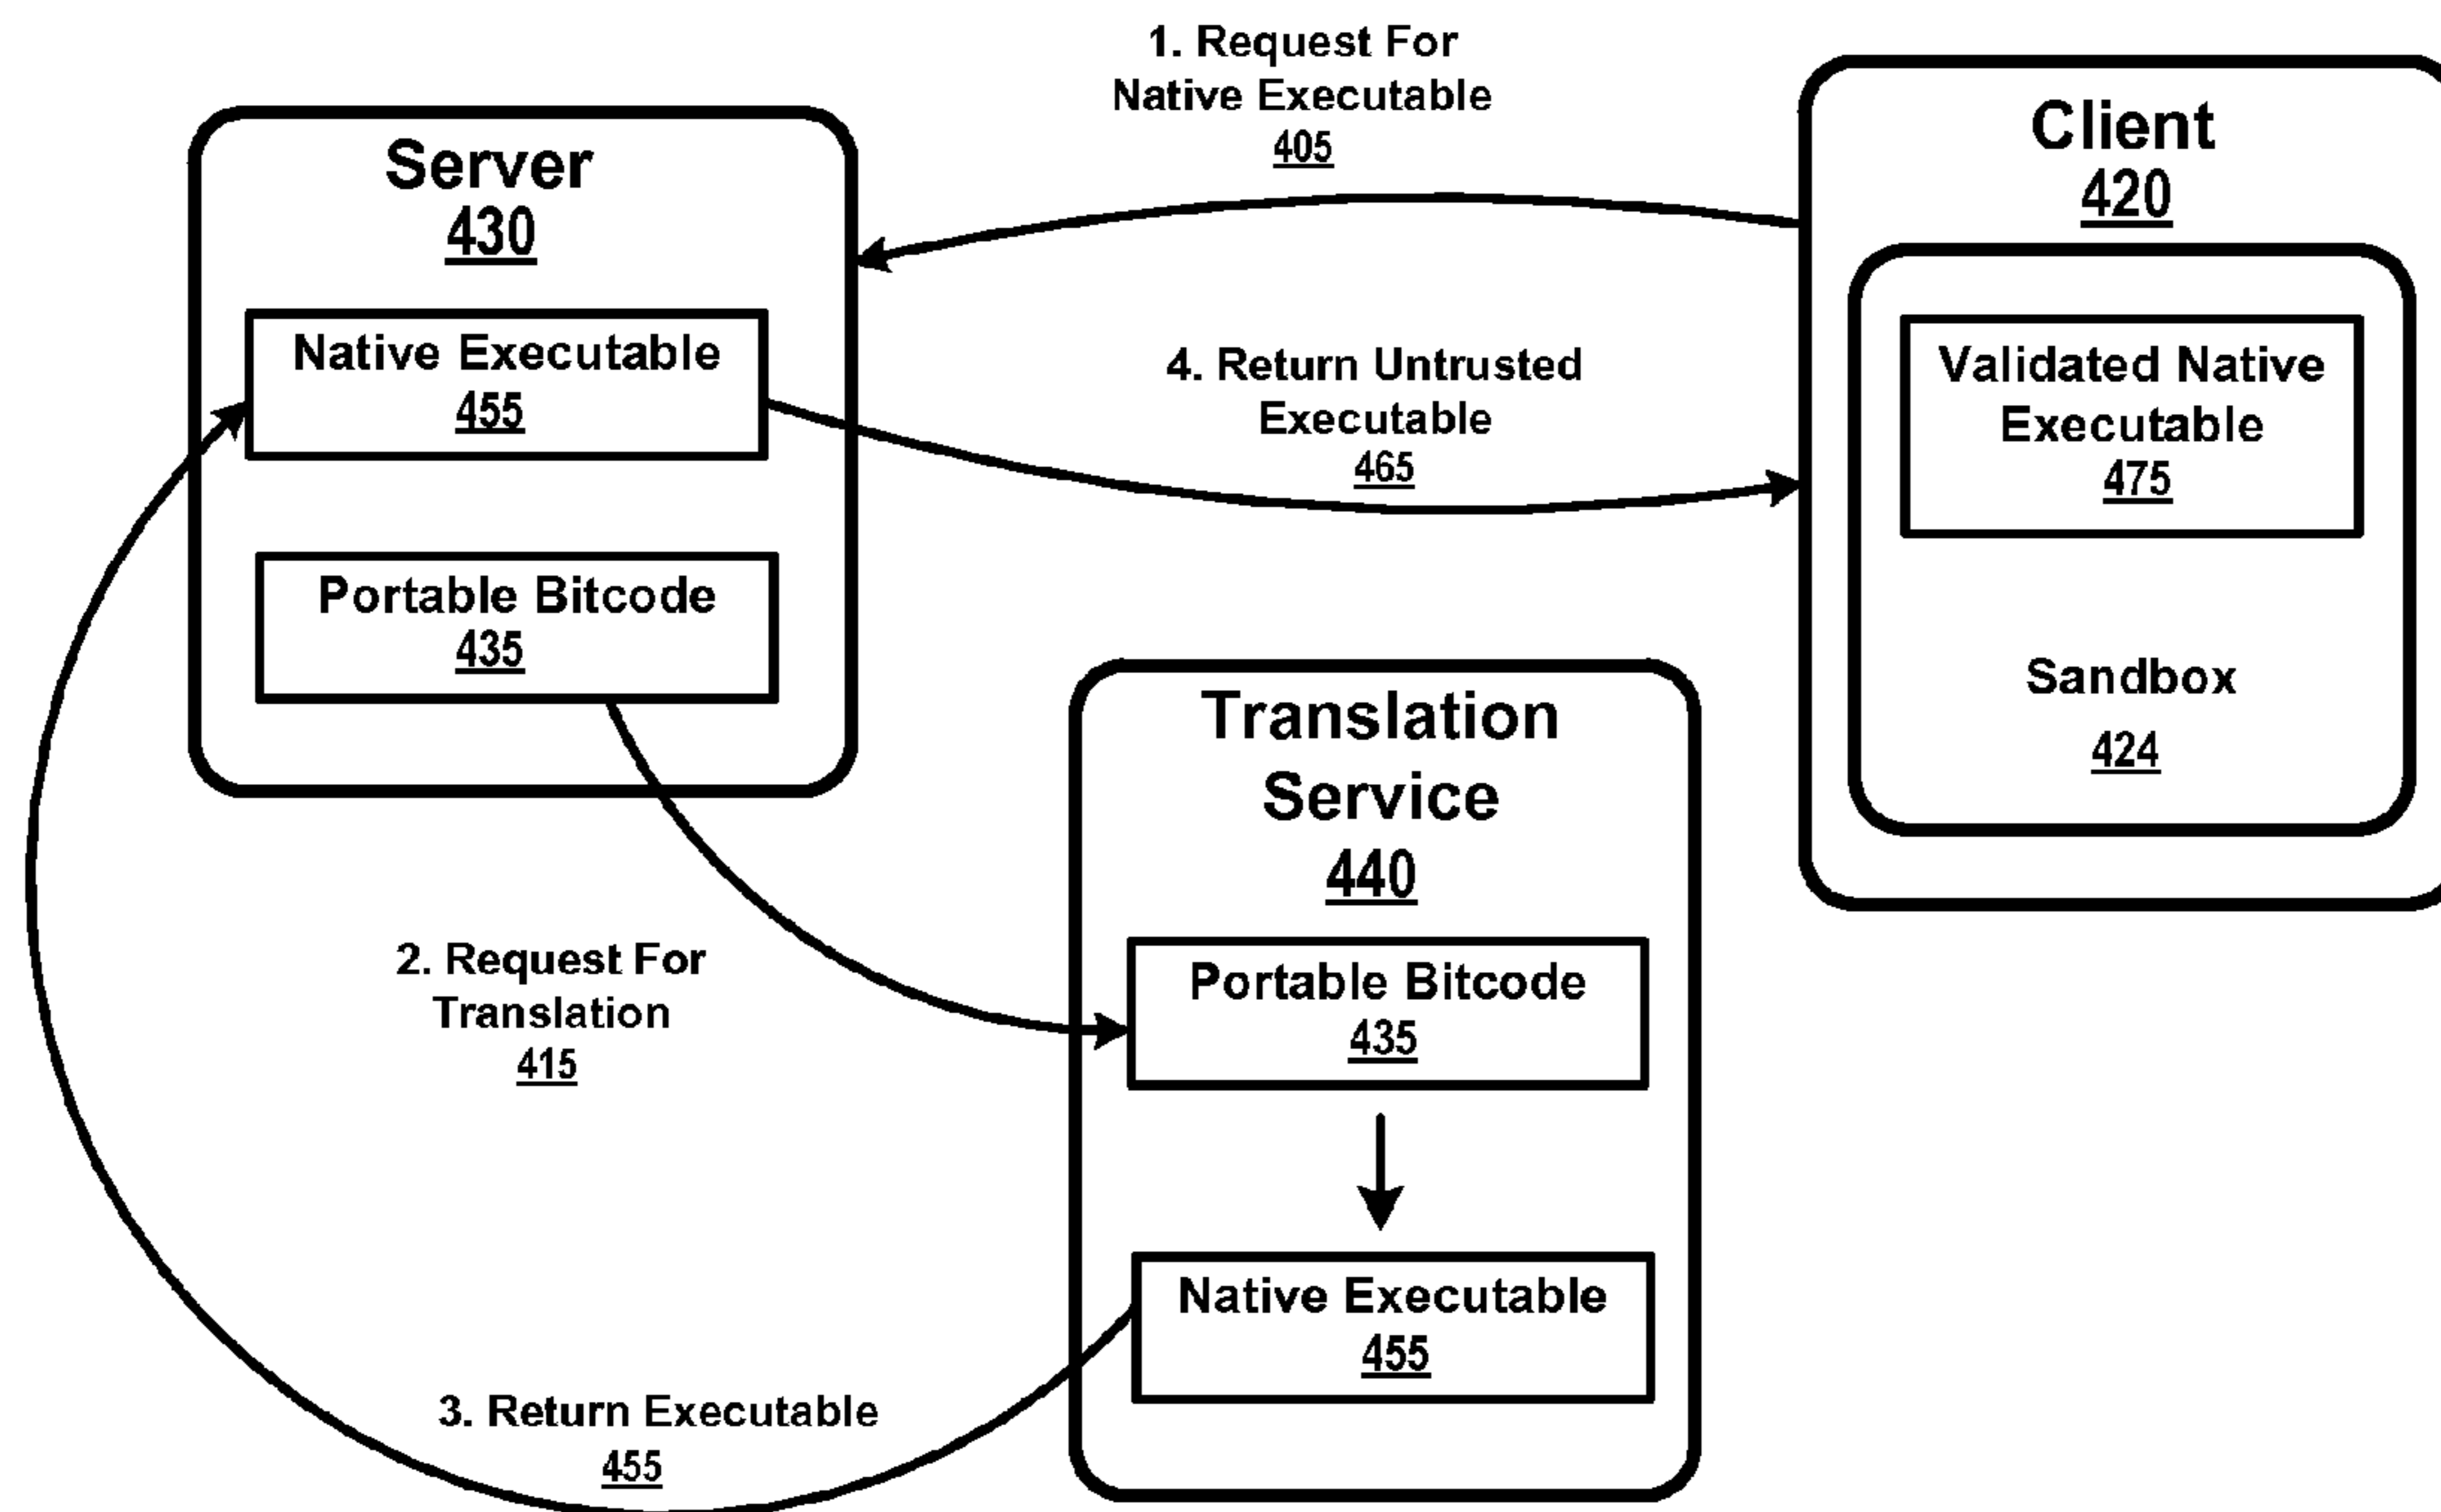 1. Request For
Native Executable
405
Server
430
Native Executable
455
Portable Bitcode
435
4. Return Untrusted
Executable
465
Client
420
Validated Native
Executable
475
Sandbox
424
2. Request For
Translation
415
Translation
Service
440
Portable Bitcode
435
Native Executable
455
3. Return Executable
455